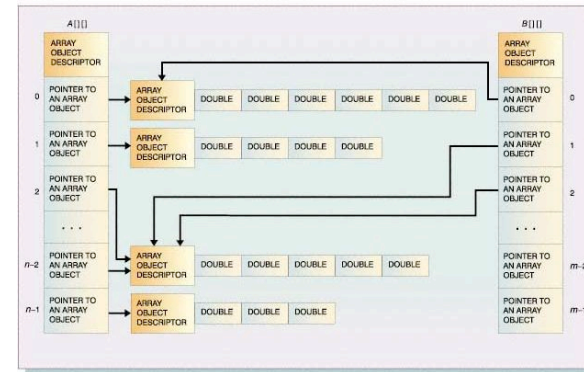 A[][]
ARRAY
OBJECT
DESCRIPTOR
0
POINTER TO
AN ARRAY
OBJECT
1
POINTER TO
AN ARRAY
OBJECT
2
POINTER TO
AN ARRAY
OBJECT
. . .
n–2
POINTER TO
AN ARRAY
OBJECT
n–1
POINTER TO
AN ARRAY
OBJECT
ARRAY
OBJECT
DESCRIPTOR
DOUBLE DOUBLE DOUBLE DOUBLE DOUBLE DOUBLE
ARRAY
OBJECT
DESCRIPTOR
DOUBLE DOUBLE DOUBLE DOUBLE
ARRAY
OBJECT
DESCRIPTOR
DOUBLE DOUBLE DOUBLE DOUBLE DOUBLE
ARRAY
OBJECT
DESCRIPTOR
DOUBLE DOUBLE DOUBLE
B[][]
ARRAY
OBJECT
DESCRIPTOR
POINTER TO
AN ARRAY
OBJECT
0
POINTER TO
AN ARRAY
OBJECT
1
POINTER TO
AN ARRAY
OBJECT
2
. . .
POINTER TO
AN ARRAY
OBJECT
m–2
POINTER TO
AN ARRAY
OBJECT
m–1